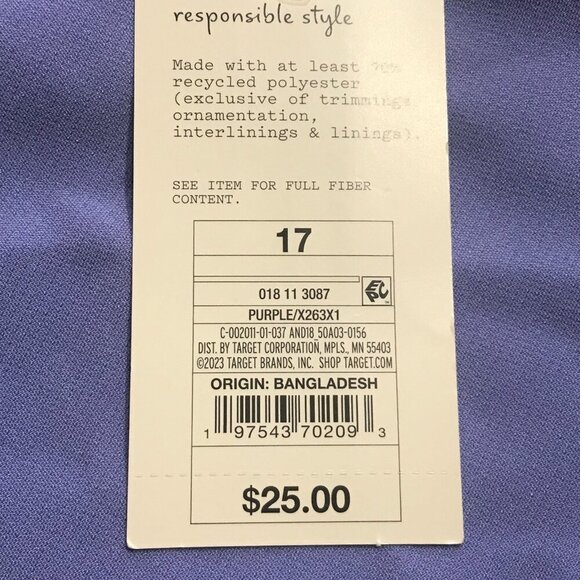 responsible style
Made with at least
recycled polyester
(exclusive of trimmings
ornamentation,
interlinings & linings).
SEE ITEM FOR FULL FIBER
CONTENT.
17
018 11 3087
EPC
PURPLE/X263X1
C-002011-01-037 AND18 50A03-0156
DIST. BY TARGET CORPORATION, MPLS., MN 55403
©2023 TARGET BRANDS, INC. SHOP TARGET.COM
ORIGIN: BANGLADESH
1 97543 70209 3
$25.00